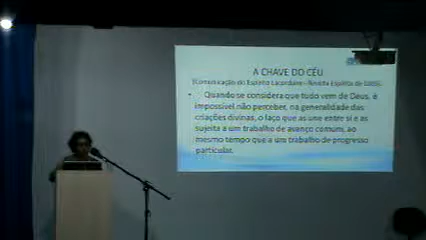 A CHAVE DO CÉU
(Comunicação do Espírito Lacordaire - Revista Espírita de
• Quando se considera que tudo vem de Deus, é
impossível não perceber, na generalidade das
criações divinas, o laço que as une entre si e as
sujeita a um trabalho de avanço comum, ao
mesmo tempo que a um trabalho de progresso
particular.